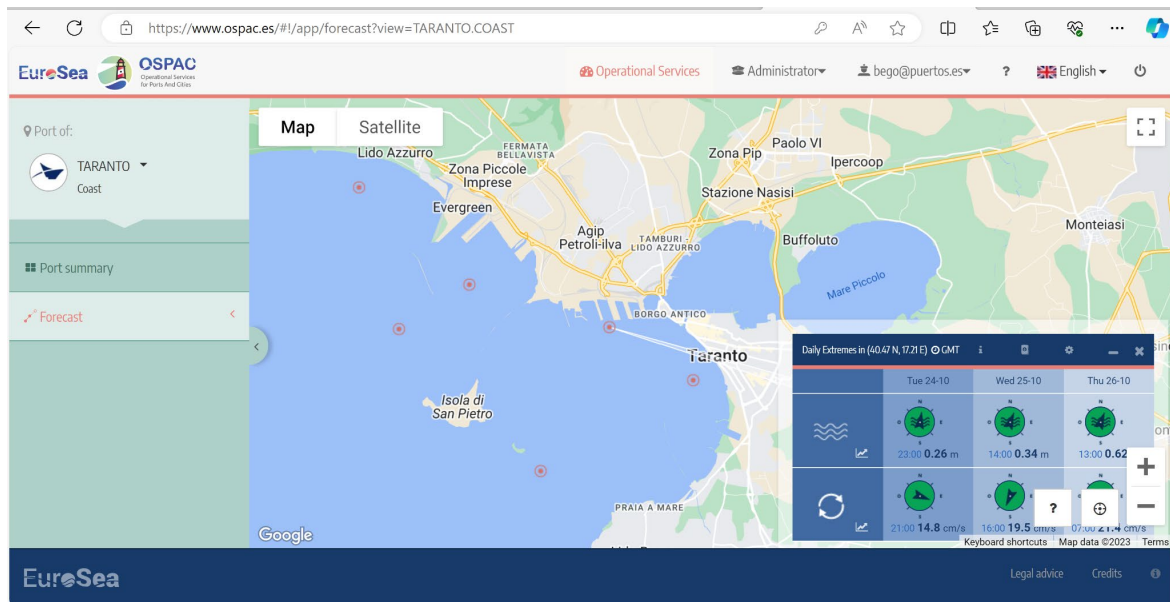 https://www.ospac.es/#!/app/forecast?view=TARANTO.COAST
EuroSea
OSPAC
Operational Services
for Ports And Cities
Operational Services
Administrator
bego@puertos.es
?
English
Port of:
TARANTO
Coast
Port summary
Forecast
Map
Satellite
Lido Azzurro
FERMATA
BELLAVISTA
Zona Piccole
Imprese
Evergreen
Zona Pip
Paolo VI
Ipercoop
Stazione Nasisi
Agip
Petroli-ilva
TAMBURI -
LIDO AZZURRO
Buffoluto
Monteiasi
Mare Piccolo
BORGO ANTICO
Taranto
Isola di
San Pietro
PRAIA A MARE
Google
Daily Extremes in (40.47 N, 17.21 E) GMT
Tue 24-10 Wed 25-10 Thu 26-10
23:00 0.26 m 14:00 0.34 m 13:00 0.62
21:00 14.8 cm/s 16:00 19.5 cm/s 07:00 21.4 cm/s
?
Keyboard shortcuts Map data ©2023 Terms
EuroSea
Legal advice Credits